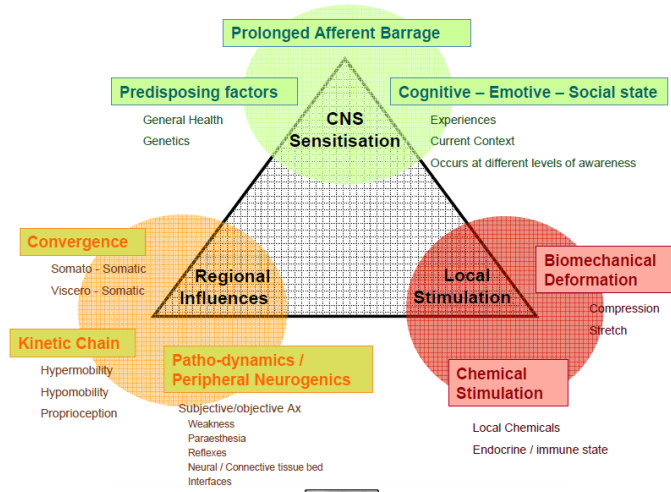 Prolonged Afferent Barrage
Predisposing factors
General Health
Genetics
CNS
Sensitisation
Cognitive – Emotive – Social state
Experiences
Current Context
Occurs at different levels of awareness
Convergence
Somato - Somatic
Viscero - Somatic
Regional
Influences
Local
Stimulation
Biomechanical
Deformation
Compression
Stretch
Kinetic Chain
Hypermobility
Hypomobility
Proprioception
Patho-dynamics /
Peripheral Neurogenics
Subjective/objective Ax
Weakness
Paraesthesia
Reflexes
Neural / Connective tissue bed
Interfaces
Chemical
Stimulation
Local Chemicals
Endocrine / immune state